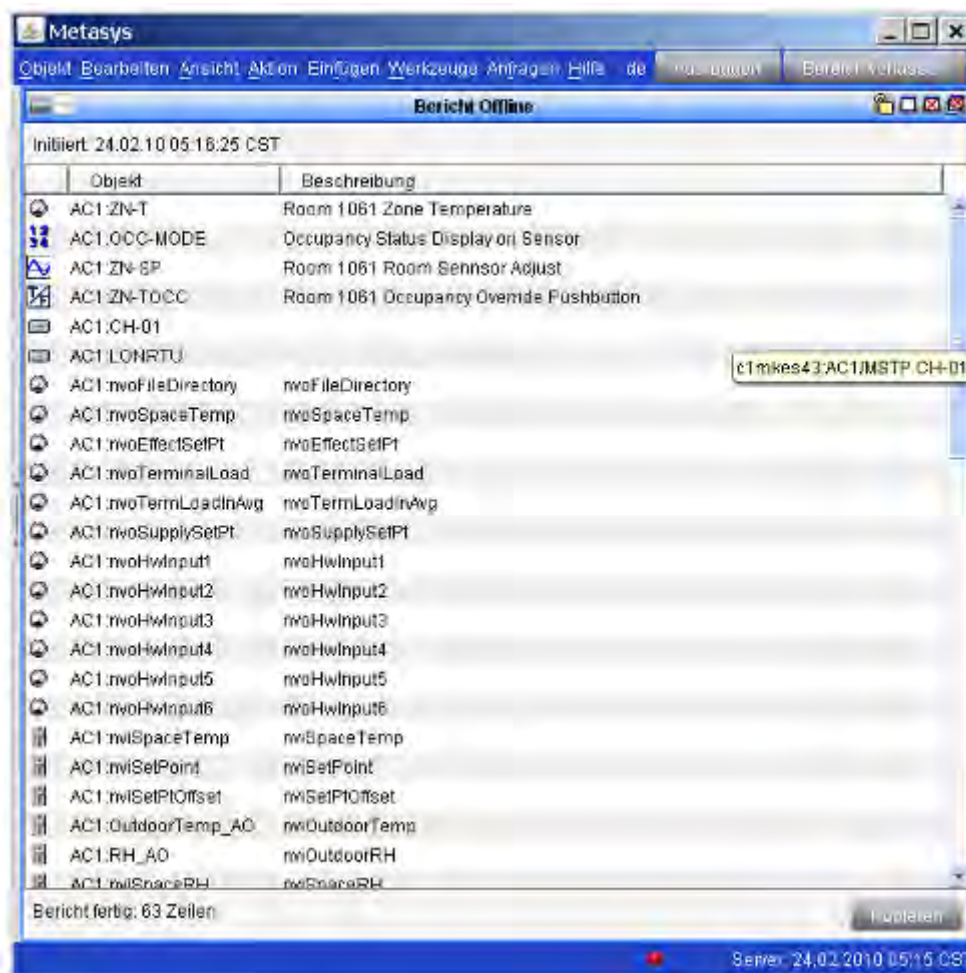 Metasys
Objekt Bearbeiten Ansicht Aktion Einfügen Werkzeuge Anfragen Hilfe de
Bericht Offline
Initiiert: 24.02.10 05:16:25 CST
Objekt Beschreibung
AC1:ZN-T Room 1061 Zone Temperature
AC1:OCC-MODE Occupancy Status Display on Sensor
AC1:ZN-SP Room 1061 Room Sennsor Adjust
AC1:ZN-TOCC Room 1061 Occupancy Override Pushbutton
AC1:CH-01
AC1:LONRTU
c1mkes43:AC1/MSTP.CH-01
AC1:nvoFileDirectory nvoFileDirectory
AC1:nvoSpaceTemp nvoSpaceTemp
AC1:nvoEffectSetPt nvoEffectSetPt
AC1:nvoTerminalLoad nvoTerminalLoad
AC1:nvoTermLoadInAvg nvoTermLoadInAvg
AC1:nvoSupplySetPt nvoSupplySetPt
AC1:nvoHwInput1 nvoHwInput1
AC1:nvoHwInput2 nvoHwInput2
AC1:nvoHwInput3 nvoHwInput3
AC1:nvoHwInput4 nvoHwInput4
AC1:nvoHwInput5 nvoHwInput5
AC1:nvoHwInput6 nvoHwInput6
AC1:nviSpaceTemp nviSpaceTemp
AC1:nviSetPoint nviSetPoint
AC1:nviSetPtOffset nviSetPtOffset
AC1:OutdoorTemp_AO nviOutdoorTemp
AC1:RH_AO nviOutdoorRH
AC1:nviSpaceRH nviSpaceRH
Bericht fertig: 63 Zeilen
Kopieren
Server: 24.02.2010 05:15 CST